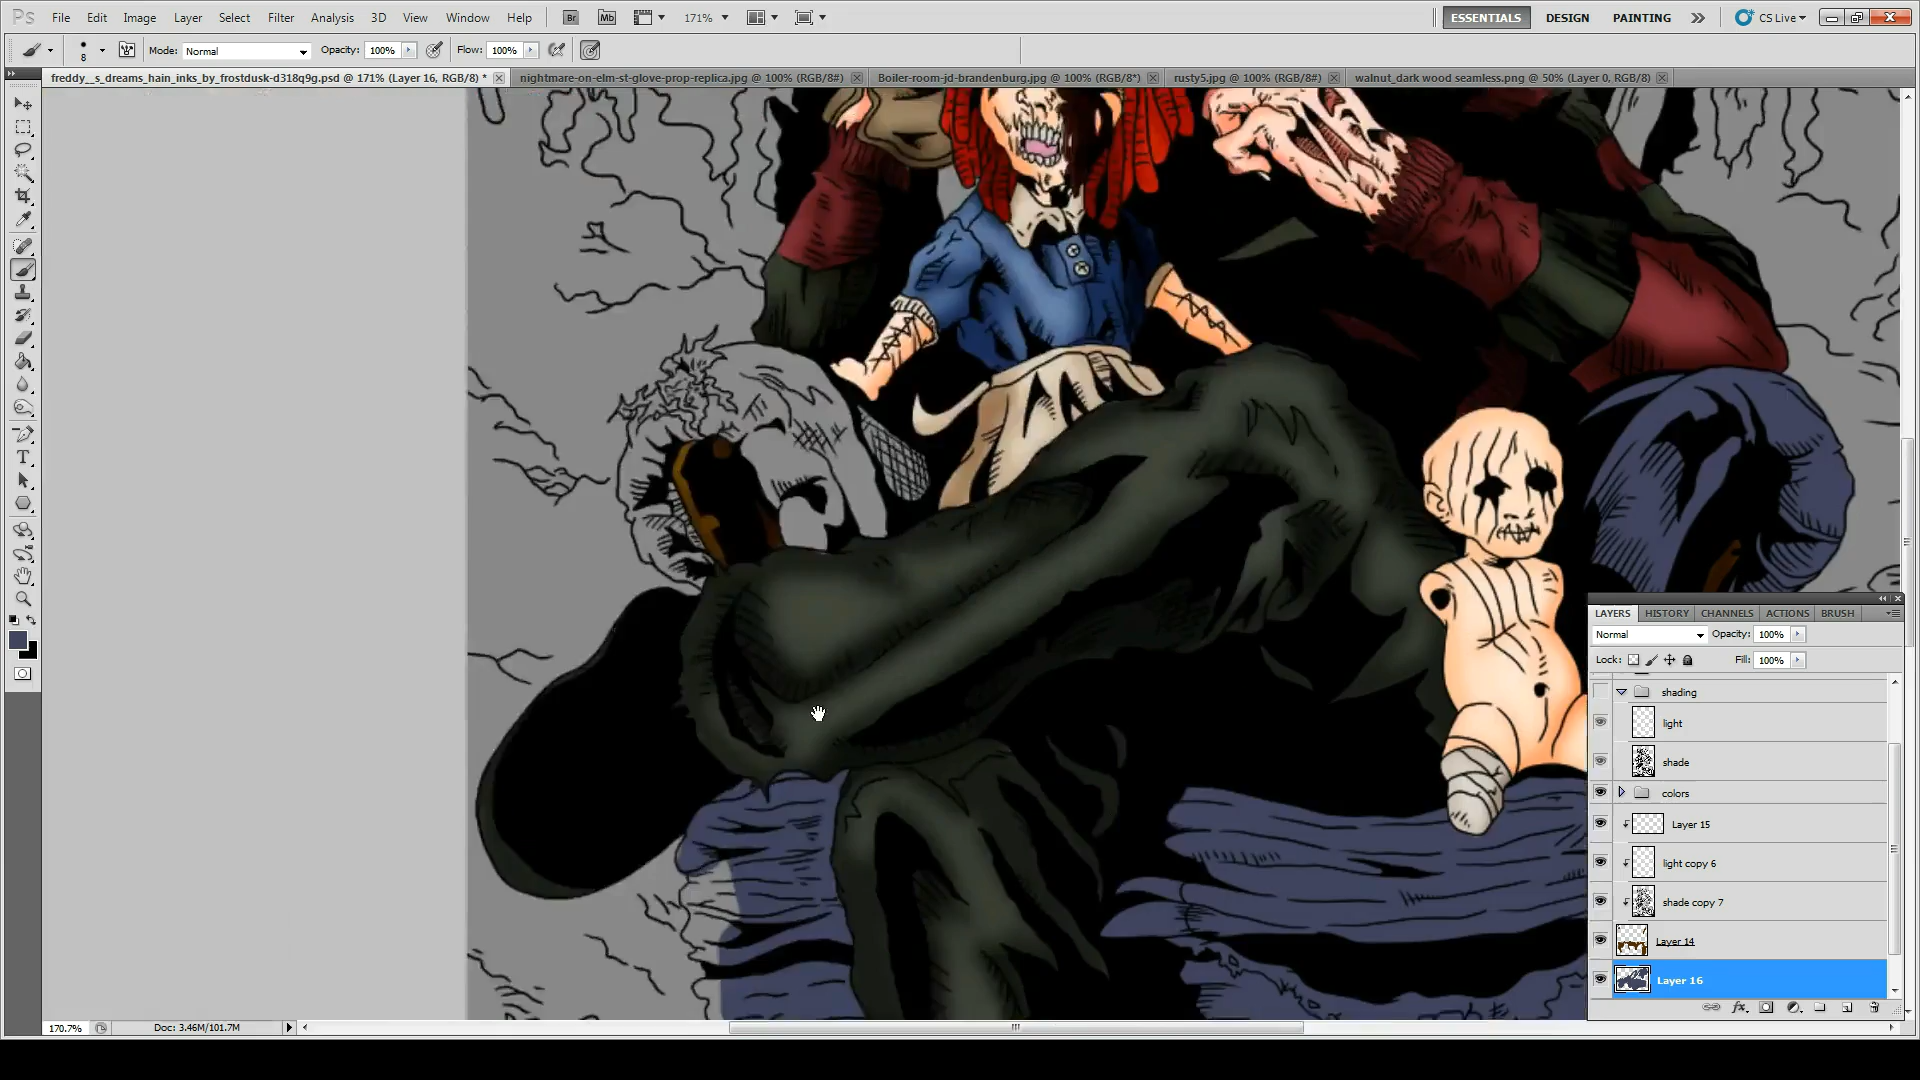 Ps File Edit Image Layer Select Filter Analysis 3D View Window Help Br Mb 171% ESSENTIALS DESIGN PAINTING CS Live
8 Mode: Normal Opacity: 100% Flow: 100%
freddy__s_dreams_hain_inks_by_frostdusk-d318q9g.psd @ 171% (Layer 16, RGB/8) * nightmare-on-elm-st-glove-prop-replica.jpg @ 100% (RGB/8#) Boiler-room-jd-brandenburg.jpg @ 100% (RGB/8*) rusty5.jpg @ 100% (RGB/8#) walnut_dark wood seamless.png @ 50% (Layer 0, RGB/8)
LAYERS HISTORY CHANNELS ACTIONS BRUSH
Normal Opacity: 100%
Lock: Fill: 100%
shading
light
shade
colors
Layer 15
light copy 6
shade copy 7
Layer 14
Layer 16
170.7% Doc: 3.46M/101.7M